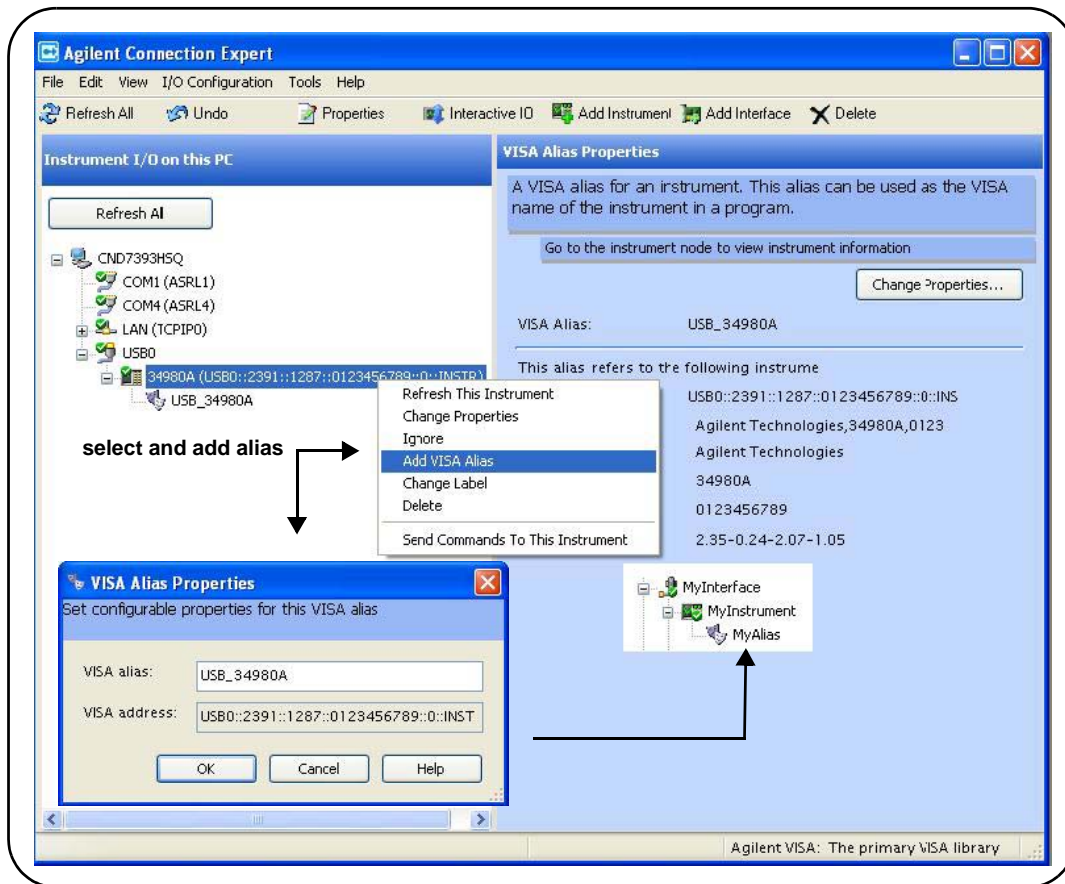 Agilent Connection Expert
File Edit View I/O Configuration Tools Help
Refresh All Undo Properties Interactive IO Add Instrument Add Interface Delete
Instrument I/O on this PC
Refresh All
CND7393HSQ
COM1 (ASRL1)
COM4 (ASRL4)
LAN (TCPIP0)
USB0
34980A (USB0::2391::1287::0123456789::0::INSTR)
USB_34980A
select and add alias
Refresh This Instrument
Change Properties
Ignore
Add VISA Alias
Change Label
Delete
Send Commands To This Instrument
VISA Alias Properties
A VISA alias for an instrument. This alias can be used as the VISA
name of the instrument in a program.
Go to the instrument node to view instrument information
Change Properties...
VISA Alias: USB_34980A
This alias refers to the following instrume
USB0::2391::1287::0123456789::0::INS
Agilent Technologies,34980A,0123
Agilent Technologies
34980A
0123456789
2.35-0.24-2.07-1.05
MyInterface
MyInstrument
MyAlias
VISA Alias Properties
Set configurable properties for this VISA alias
VISA alias: USB_34980A
VISA address: USB0::2391::1287::0123456789::0::INST
OK Cancel Help
Agilent VISA: The primary VISA library